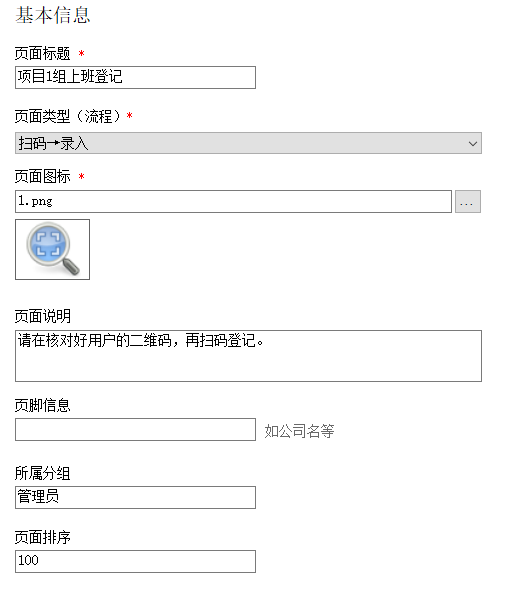 基本信息
页面标题 *
项目1组上班登记
页面类型（流程）*
扫码→录入
页面图标 *
1.png ...
页面说明
请在核对好用户的二维码，再扫码登记。
页脚信息
如公司名等
所属分组
管理员
页面排序
100